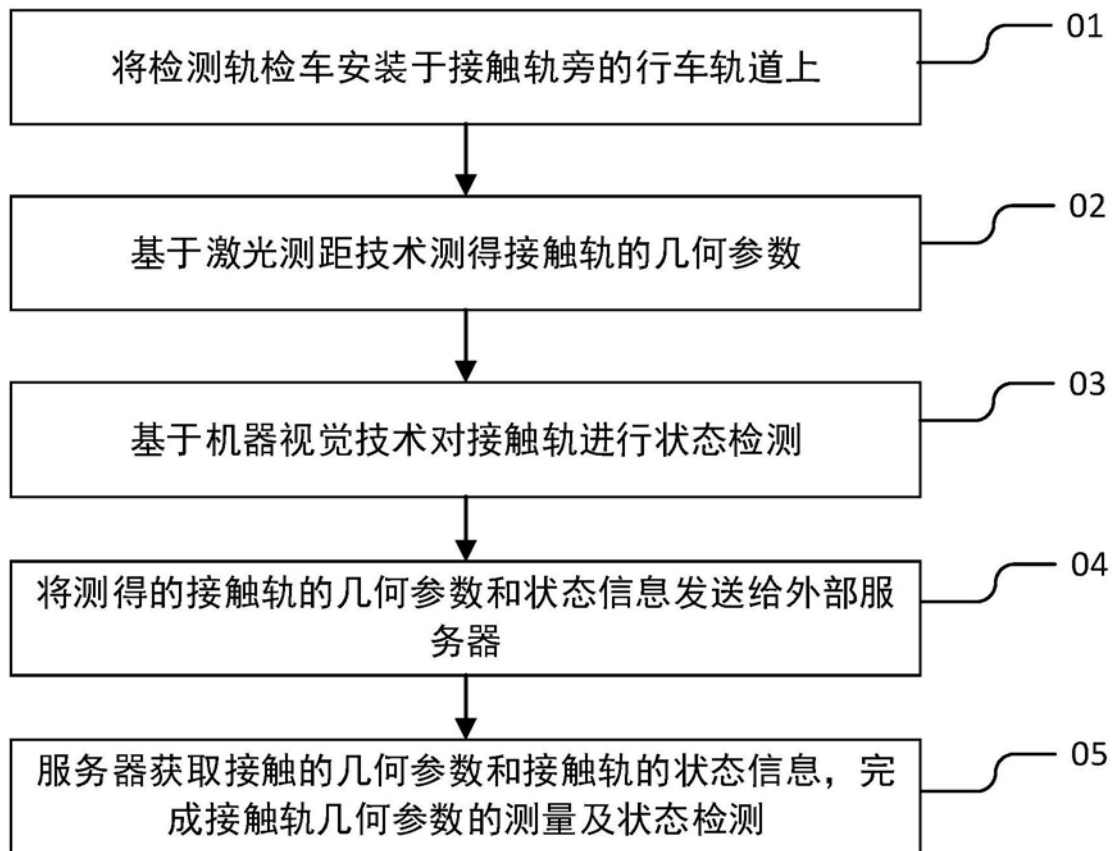 将检测轨检车安装于接触轨旁的行车轨道上
01
基于激光测距技术测得接触轨的几何参数
02
基于机器视觉技术对接触轨进行状态检测
03
将测得的接触轨的几何参数和状态信息发送给外部服
务器
04
服务器获取接触的几何参数和接触轨的状态信息，完
成接触轨几何参数的测量及状态检测
05